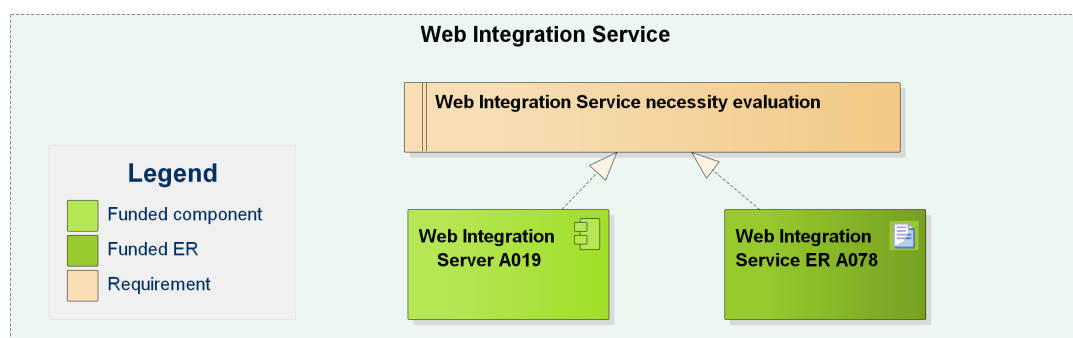 Web Integration Service
Web Integration Service necessity evaluation
Legend
Funded component
Funded ER
Requirement
Web Integration
Server A019
Web Integration
Service ER A078